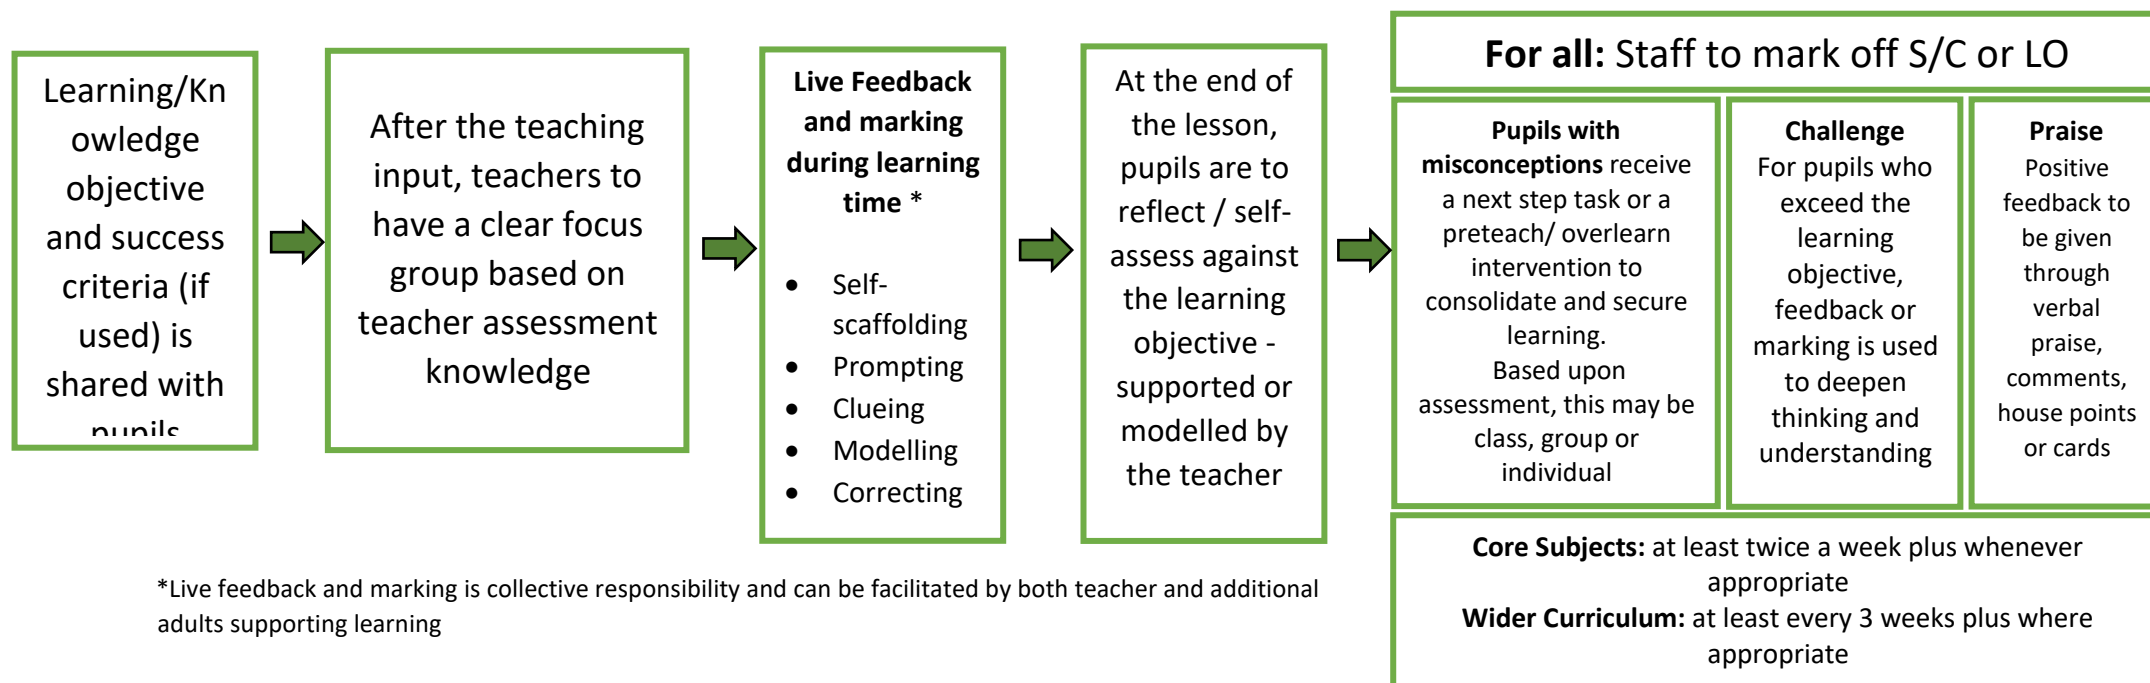 Learning/Kn
owledge
objective
and success
criteria (if
used) is
shared with
pupils
After the teaching
input, teachers to
have a clear focus
group based on
teacher assessment
knowledge
Live Feedback
and marking
during learning
time *
• Self-
scaffolding
• Prompting
• Clueing
• Modelling
• Correcting
At the end of
the lesson,
pupils are to
reflect / self-
assess against
the learning
objective -
supported or
modelled by
the teacher
For all: Staff to mark off S/C or LO
Pupils with
misconceptions receive
a next step task or a
preteach/ overlearn
intervention to
consolidate and secure
learning.
Based upon
assessment, this may be
class, group or
individual
Challenge
For pupils who
exceed the
learning
objective,
feedback or
marking is used
to deepen
thinking and
understanding
Praise
Positive
feedback to
be given
through
verbal
praise,
comments,
house points
or cards
Core Subjects: at least twice a week plus whenever
appropriate
Wider Curriculum: at least every 3 weeks plus where
appropriate
*Live feedback and marking is collective responsibility and can be facilitated by both teacher and additional
adults supporting learning